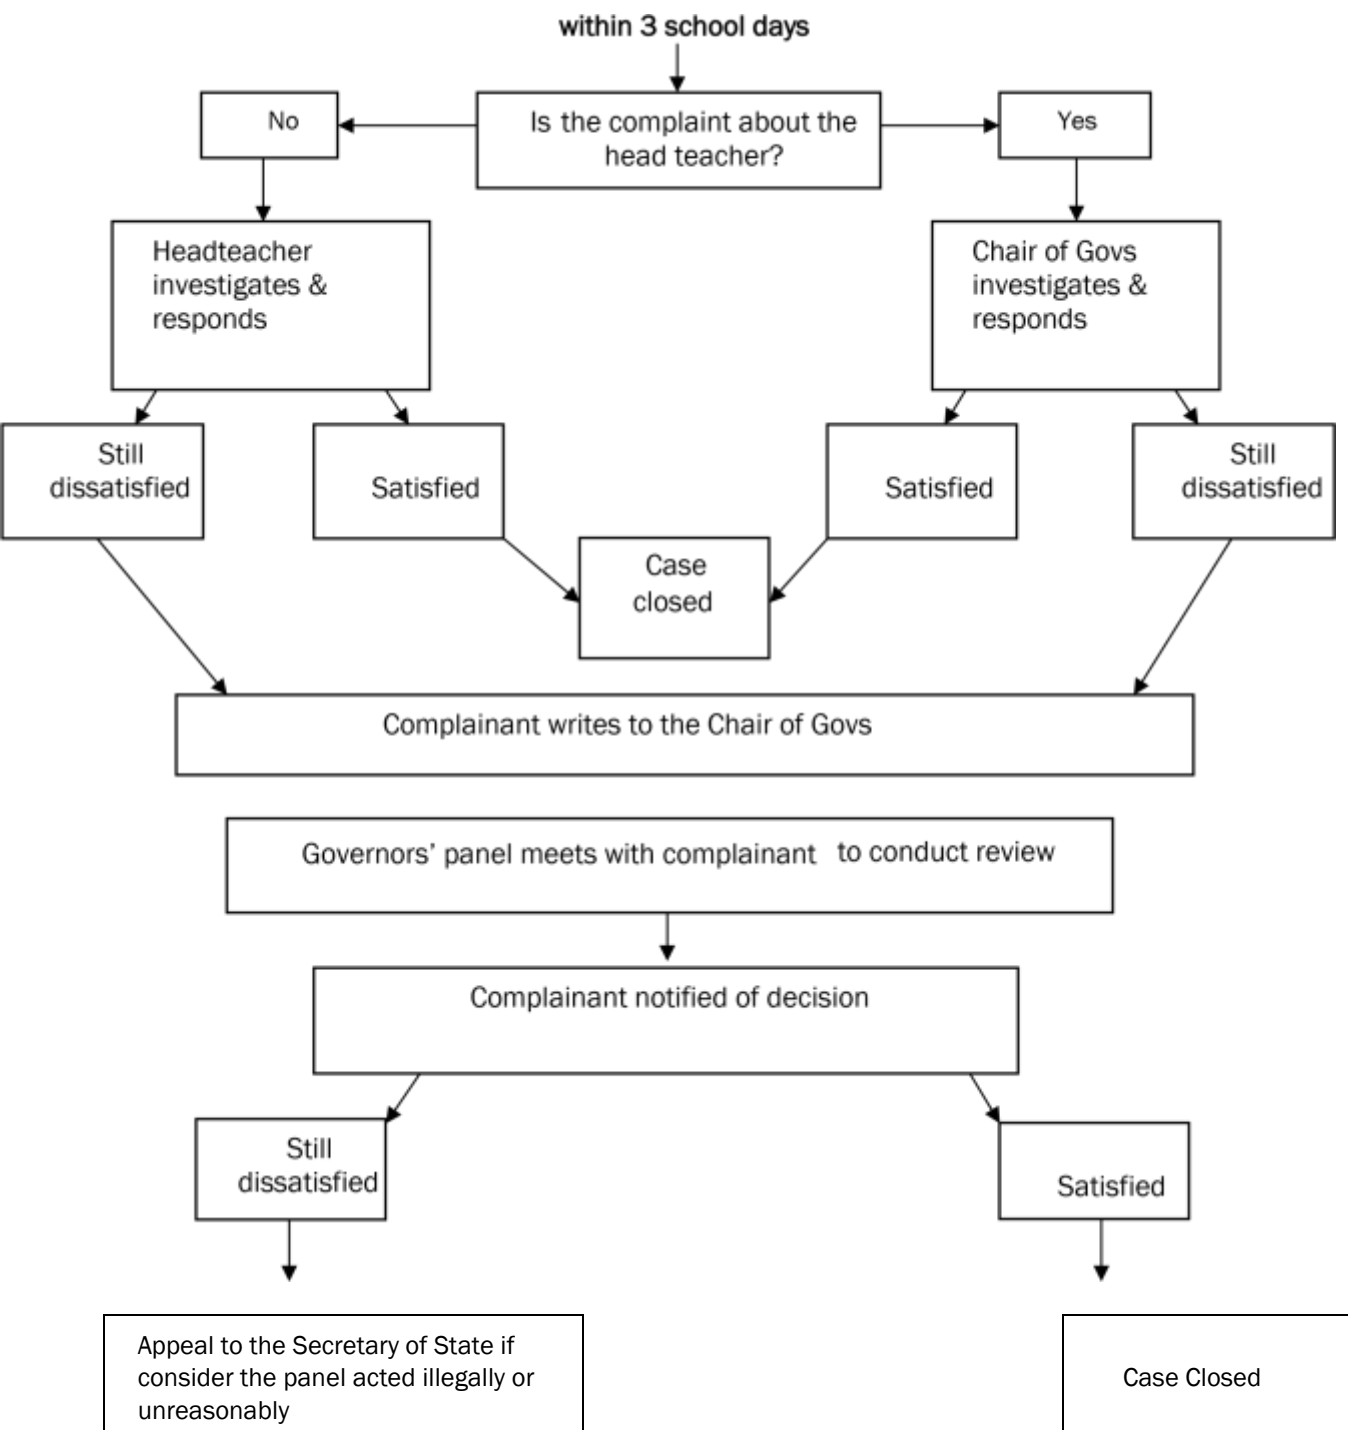 within 3 school days
No
Is the complaint about the
head teacher?
Yes
Headteacher
investigates &
responds
Chair of Govs
investigates &
responds
Still
dissatisfied
Satisfied
Satisfied
Still
dissatisfied
Case
closed
Complainant writes to the Chair of Govs
Governors’ panel meets with complainant to conduct review
Complainant notified of decision
Still
dissatisfied
Satisfied
Appeal to the Secretary of State if
consider the panel acted illegally or
unreasonably
Case Closed